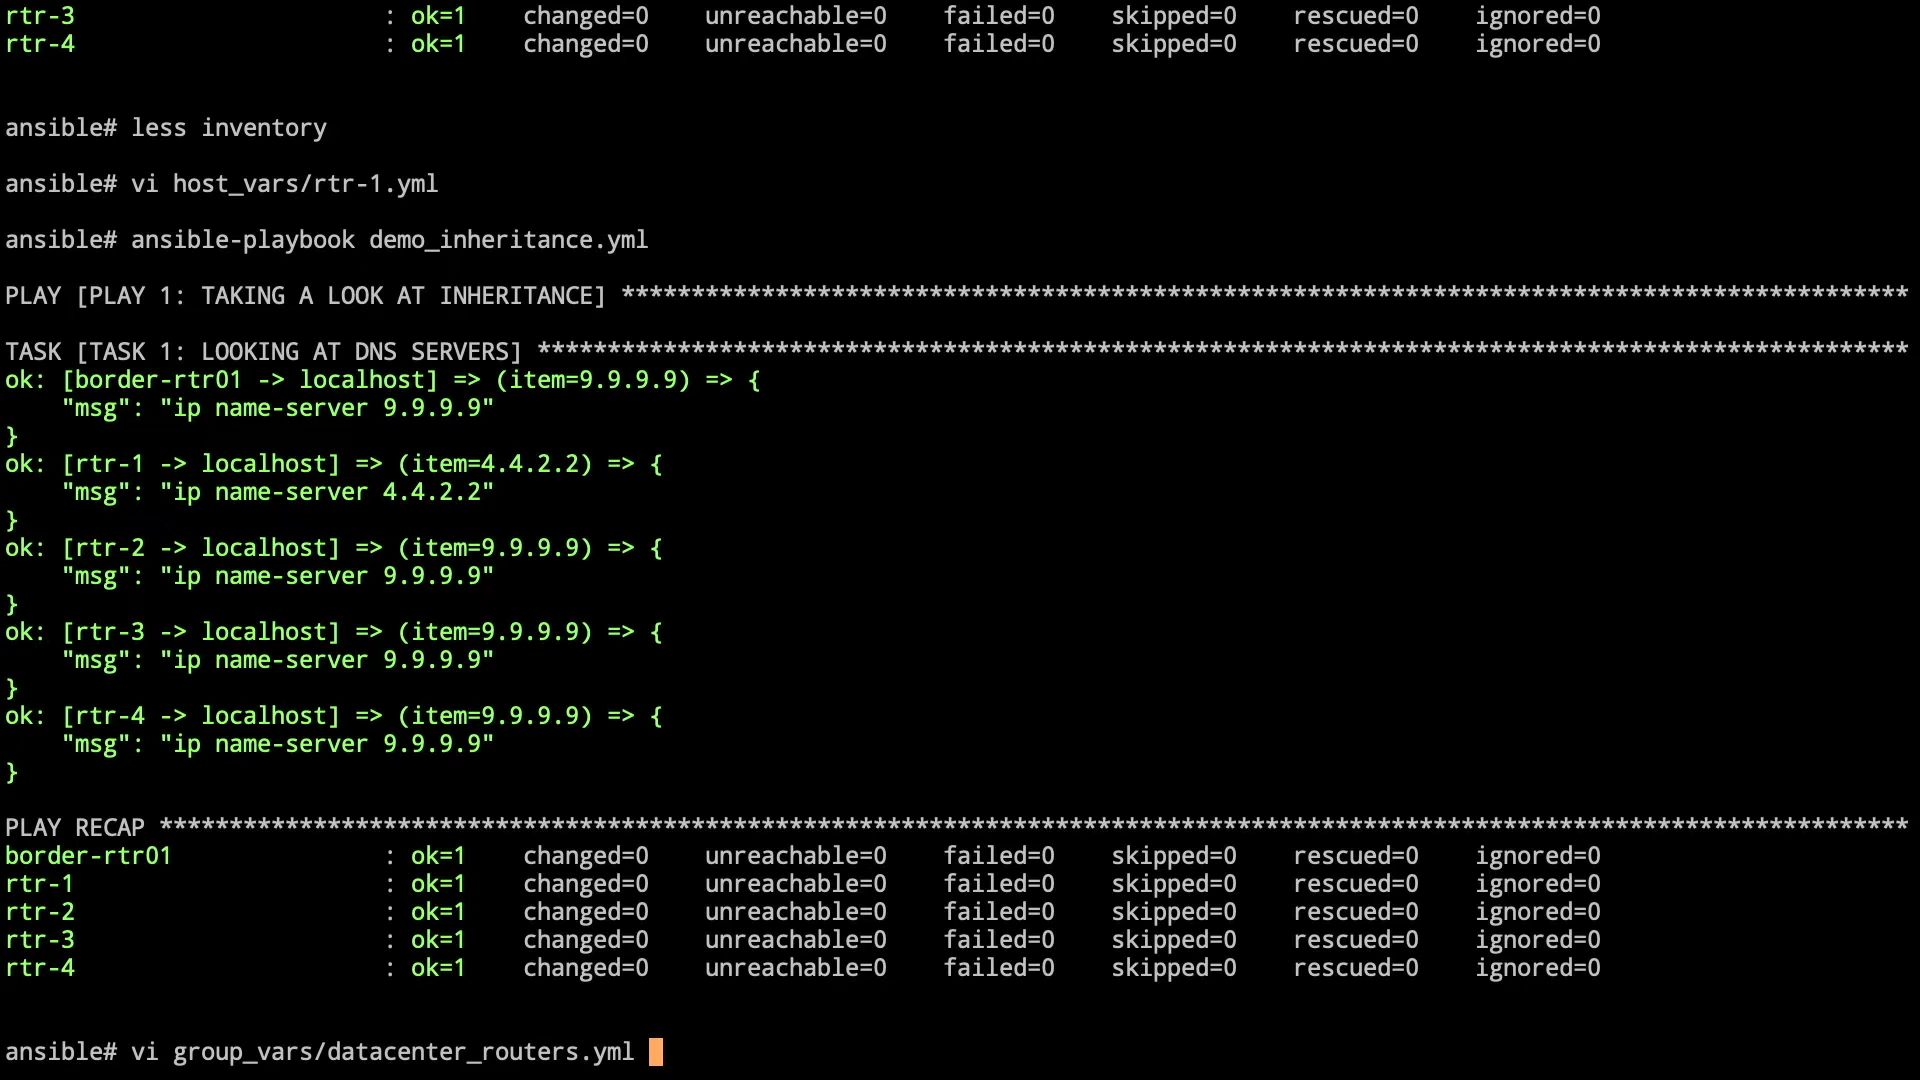 rtr-3                      : ok=1    changed=0    unreachable=0    failed=0    skipped=0    rescued=0    ignored=0
rtr-4                      : ok=1    changed=0    unreachable=0    failed=0    skipped=0    rescued=0    ignored=0
ansible# less inventory
ansible# vi host_vars/rtr-1.yml
ansible# ansible-playbook demo_inheritance.yml
PLAY [PLAY 1: TAKING A LOOK AT INHERITANCE] ********************************************************************************************
TASK [TASK 1: LOOKING AT DNS SERVERS] **************************************************************************************************
ok: [border-rtr01 -> localhost] => (item=9.9.9.9) => {
    "msg": "ip name-server 9.9.9.9"
}
ok: [rtr-1 -> localhost] => (item=4.4.2.2) => {
    "msg": "ip name-server 4.4.2.2"
}
ok: [rtr-2 -> localhost] => (item=9.9.9.9) => {
    "msg": "ip name-server 9.9.9.9"
}
ok: [rtr-3 -> localhost] => (item=9.9.9.9) => {
    "msg": "ip name-server 9.9.9.9"
}
ok: [rtr-4 -> localhost] => (item=9.9.9.9) => {
    "msg": "ip name-server 9.9.9.9"
}
PLAY RECAP *****************************************************************************************************************************
border-rtr01               : ok=1    changed=0    unreachable=0    failed=0    skipped=0    rescued=0    ignored=0
rtr-1                      : ok=1    changed=0    unreachable=0    failed=0    skipped=0    rescued=0    ignored=0
rtr-2                      : ok=1    changed=0    unreachable=0    failed=0    skipped=0    rescued=0    ignored=0
rtr-3                      : ok=1    changed=0    unreachable=0    failed=0    skipped=0    rescued=0    ignored=0
rtr-4                      : ok=1    changed=0    unreachable=0    failed=0    skipped=0    rescued=0    ignored=0
ansible# vi group_vars/datacenter_routers.yml